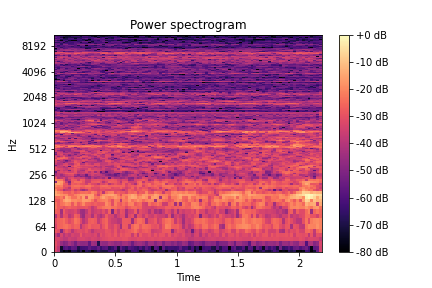 Power spectrogram
8192
4096
2048
1024
512
256
128
64
0
Hz
0
0.5
1
1.5
2
Time
+0 dB
-10 dB
-20 dB
-30 dB
-40 dB
-50 dB
-60 dB
-70 dB
-80 dB